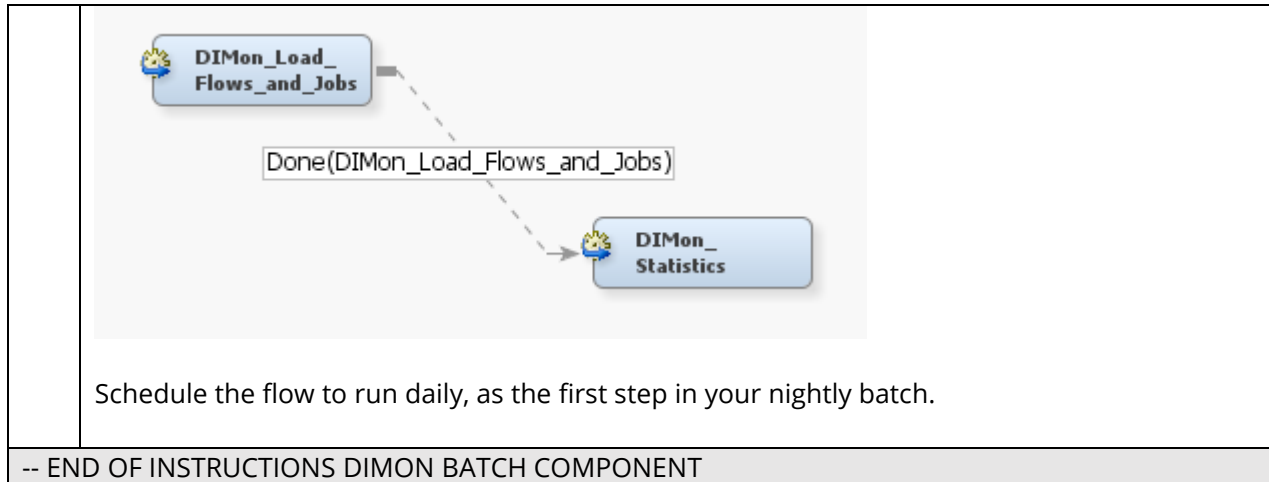 DIMon_Load_
Flows_and_Jobs
Done(DIMon_Load_Flows_and_Jobs)
DIMon_
Statistics
Schedule the flow to run daily, as the first step in your nightly batch.
-- END OF INSTRUCTIONS DIMON BATCH COMPONENT